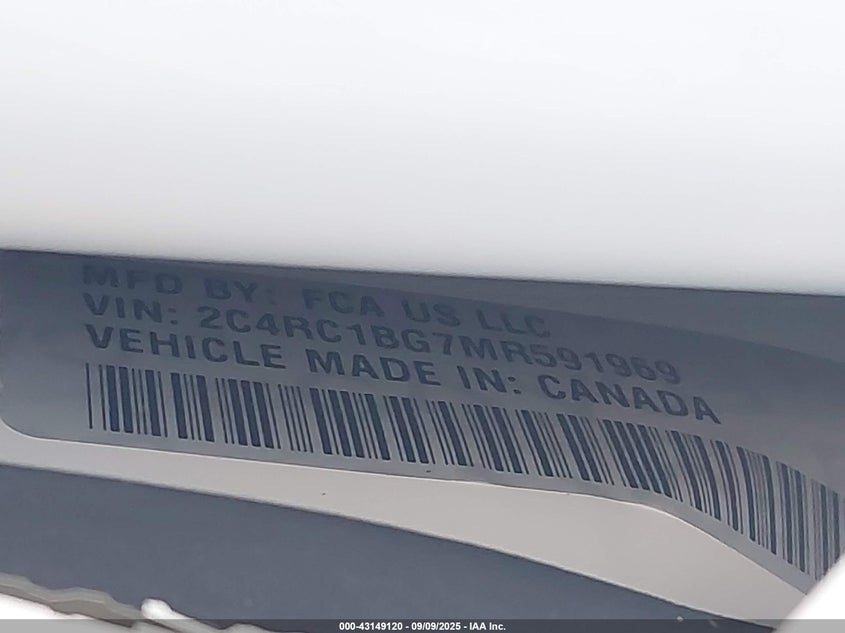 MFD BY: FCA US LLC
VIN: 2C4RC1BG7MR591969
VEHICLE MADE IN: CANADA
000-43149120 - 09/09/2025 - IAA Inc.